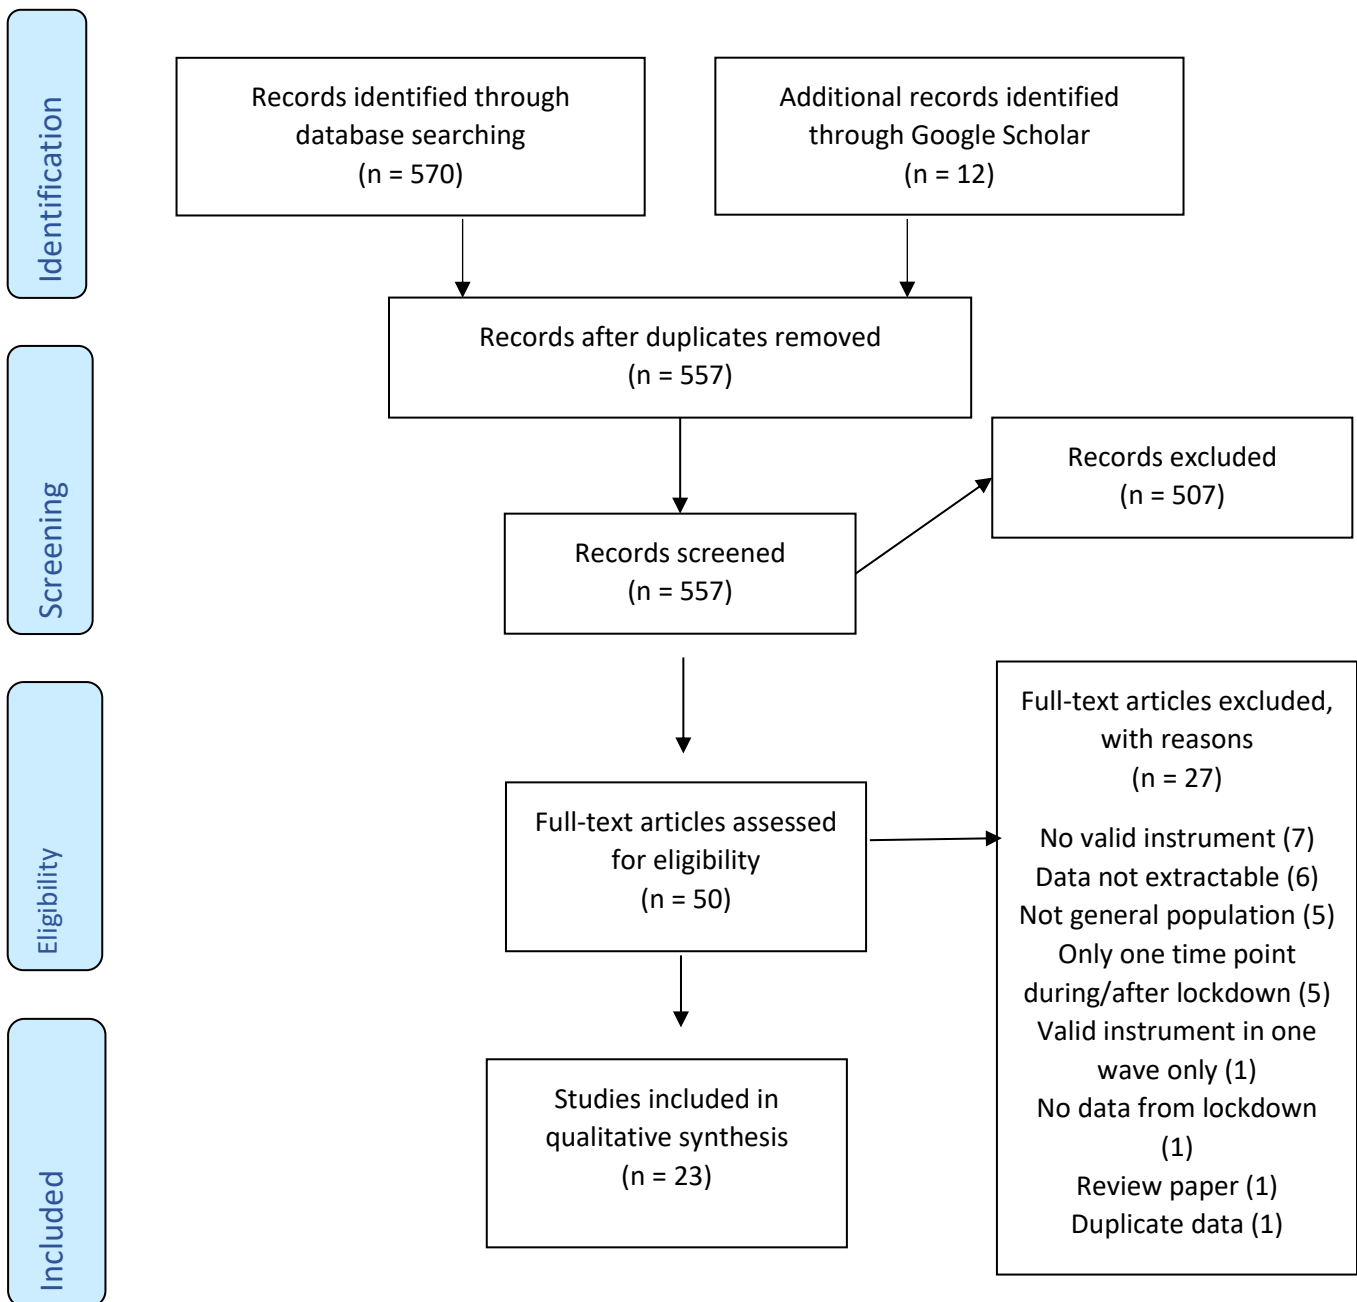 Identification
Records identified through
database searching
(n = 570)
Additional records identified
through Google Scholar
(n = 12)
Records after duplicates removed
(n = 557)
Screening
Records excluded
(n = 507)
Records screened
(n = 557)
Eligibility
Full-text articles assessed
for eligibility
(n = 50)
Full-text articles excluded,
with reasons
(n = 27)
No valid instrument (7)
Data not extractable (6)
Not general population (5)
Only one time point
during/after lockdown (5)
Valid instrument in one
wave only (1)
No data from lockdown
(1)
Review paper (1)
Duplicate data (1)
Included
Studies included in
qualitative synthesis
(n = 23)